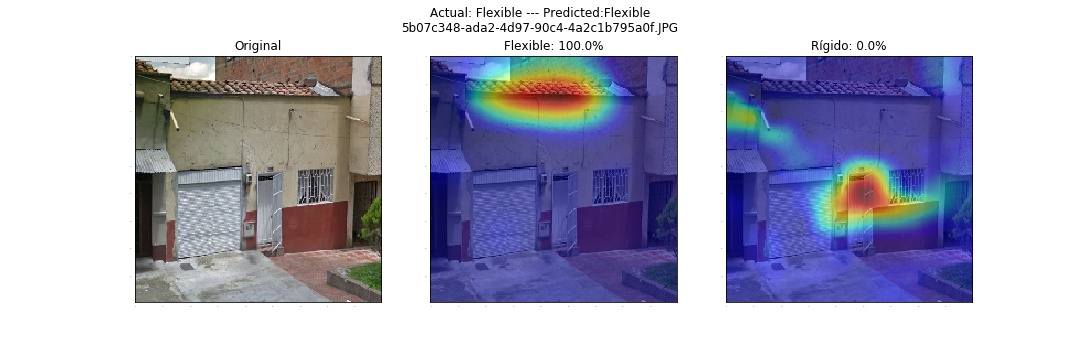 Actual: Flexible --- Predicted:Flexible
5b07c348-ada2-4d97-90c4-4a2c1b795a0f.JPG
Original
Flexible: 100.0%
Rígido: 0.0%